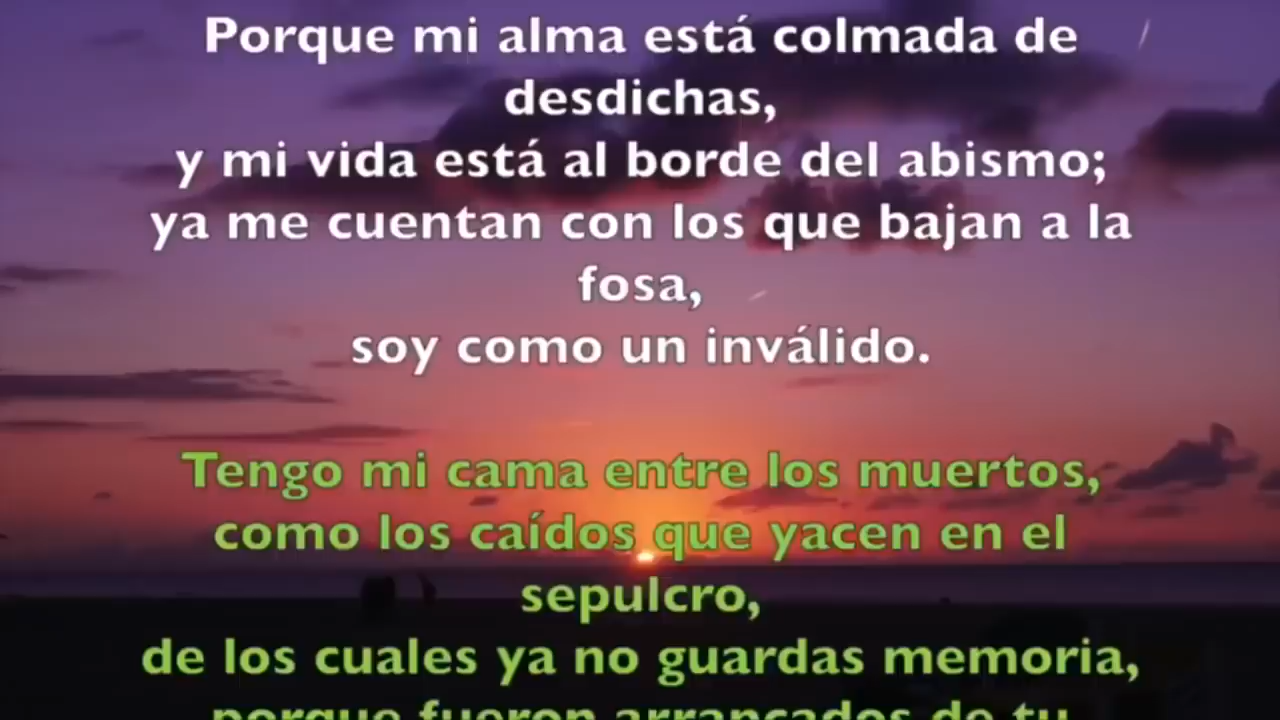 Porque mi alma está colmada de
desdichas,
y mi vida está al borde del abismo;
ya me cuentan con los que bajan a la
fosa,
soy como un inválido.
Tengo mi cama entre los muertos,
como los caídos que yacen en el
sepulcro,
de los cuales ya no guardas memoria,
porque fueron arrancados de tu